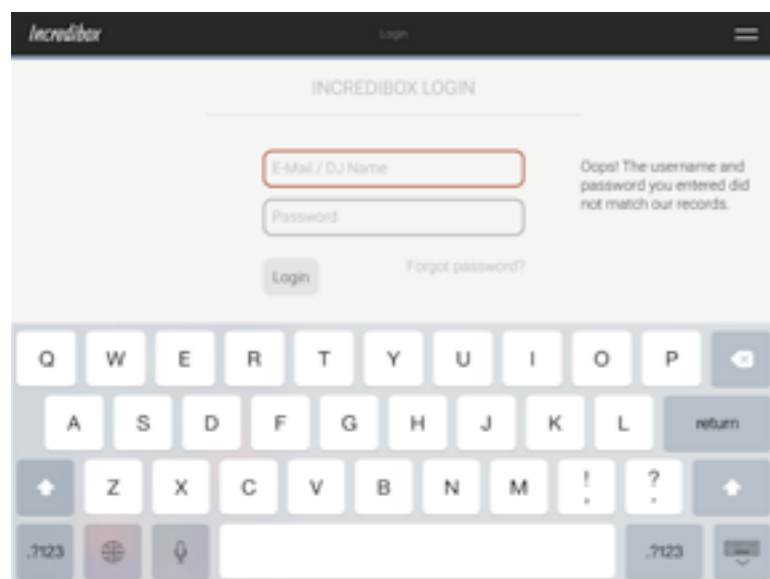 Incredibox
Login
INCREDIBOX LOGIN
E-Mail / DJ Name
Oops! The username and
password you entered did
not match our records.
Password
Login
Forgot password?
Q W E R T Y U I O P
A S D F G H J K L return
Z X C V B N M ! , ? .
.?123 .?123